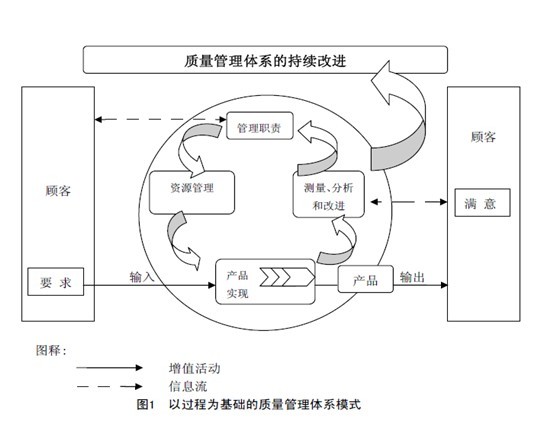 质量管理体系的持续改进
顾客
管理职责
顾客
资源管理
测量、分析
和改进
满 意
要 求
输入
产品
实现
产品
输出
图释:
增值活动
信息流
图1 以过程为基础的质量管理体系模式